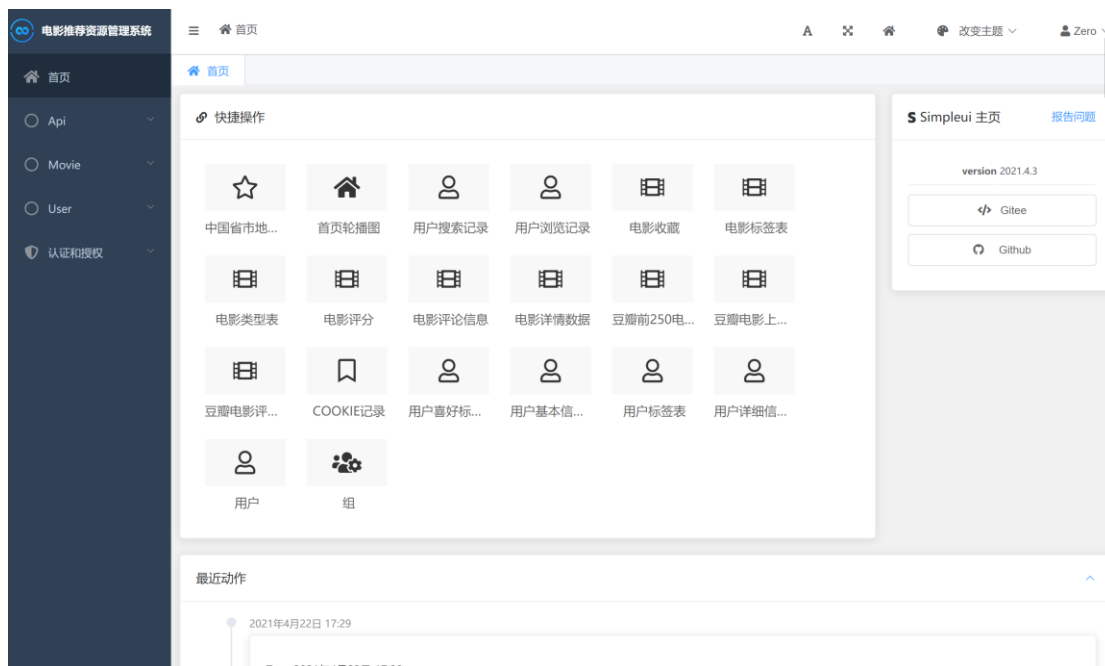 电影推荐资源管理系统
首页
改变主题
Zero
首页
Api
Movie
User
认证和授权
首页
快捷操作
中国省市地...
首页轮播图
用户搜索记录
用户浏览记录
电影收藏
电影标签表
电影类型表
电影评分
电影评论信息
电影详情数据
豆瓣前250电...
豆瓣电影上...
豆瓣电影评...
COOKIE记录
用户喜好标...
用户基本信...
用户标签表
用户详细信...
用户
组
Simpleui 主页
报告问题
version 2021.4.3
Gitee
Github
最近动作
2021年4月22日 17:29